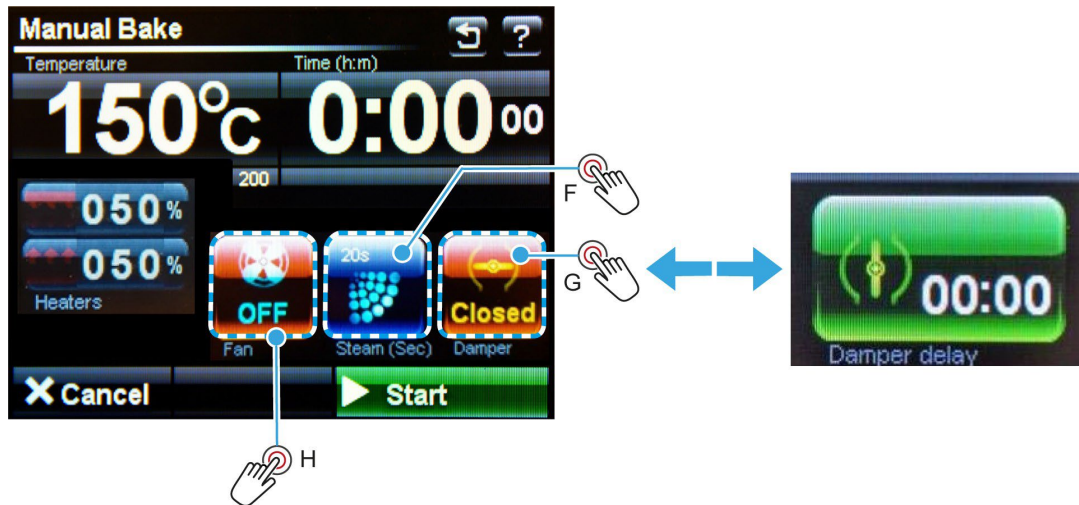 Manual Bake
?
Temperature
Time (h:m)
150°C
0:00 00
200
050%
050%
Heaters
20s
OFF
Closed
Fan
Steam (Sec)
Damper
Cancel
Start
F
G
H
00:00
Damper delay